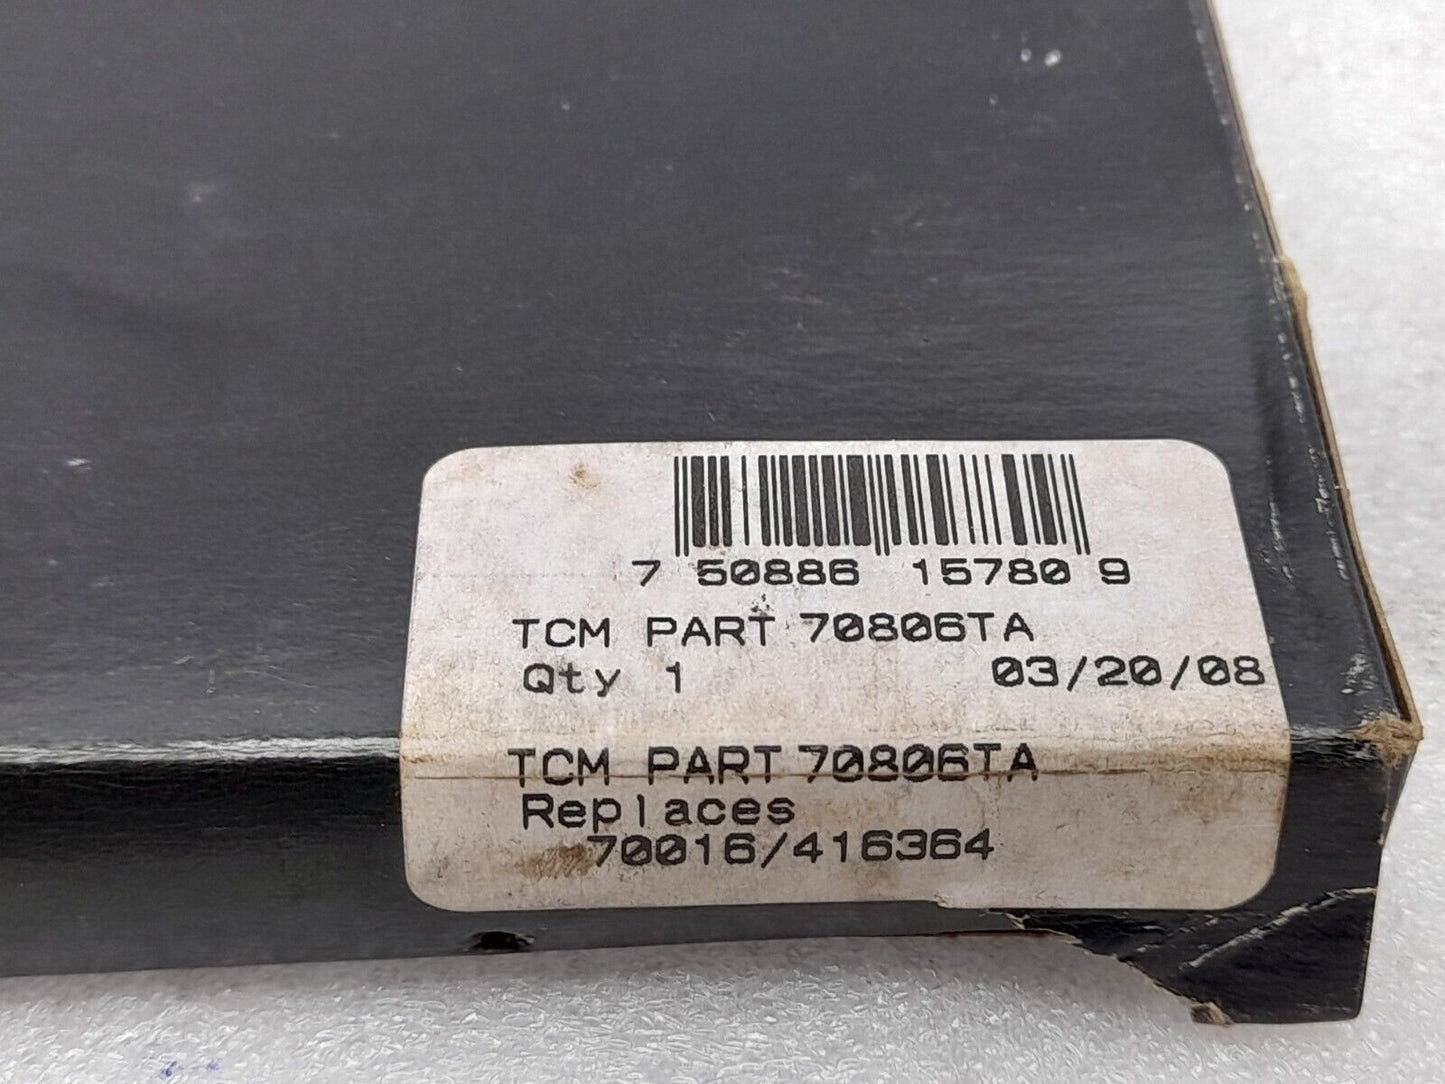 7 50886 15780 9
TCM PART 70806TA
Qty 1 03/20/08
TCM PART 70806TA
Replaces
70016/416364